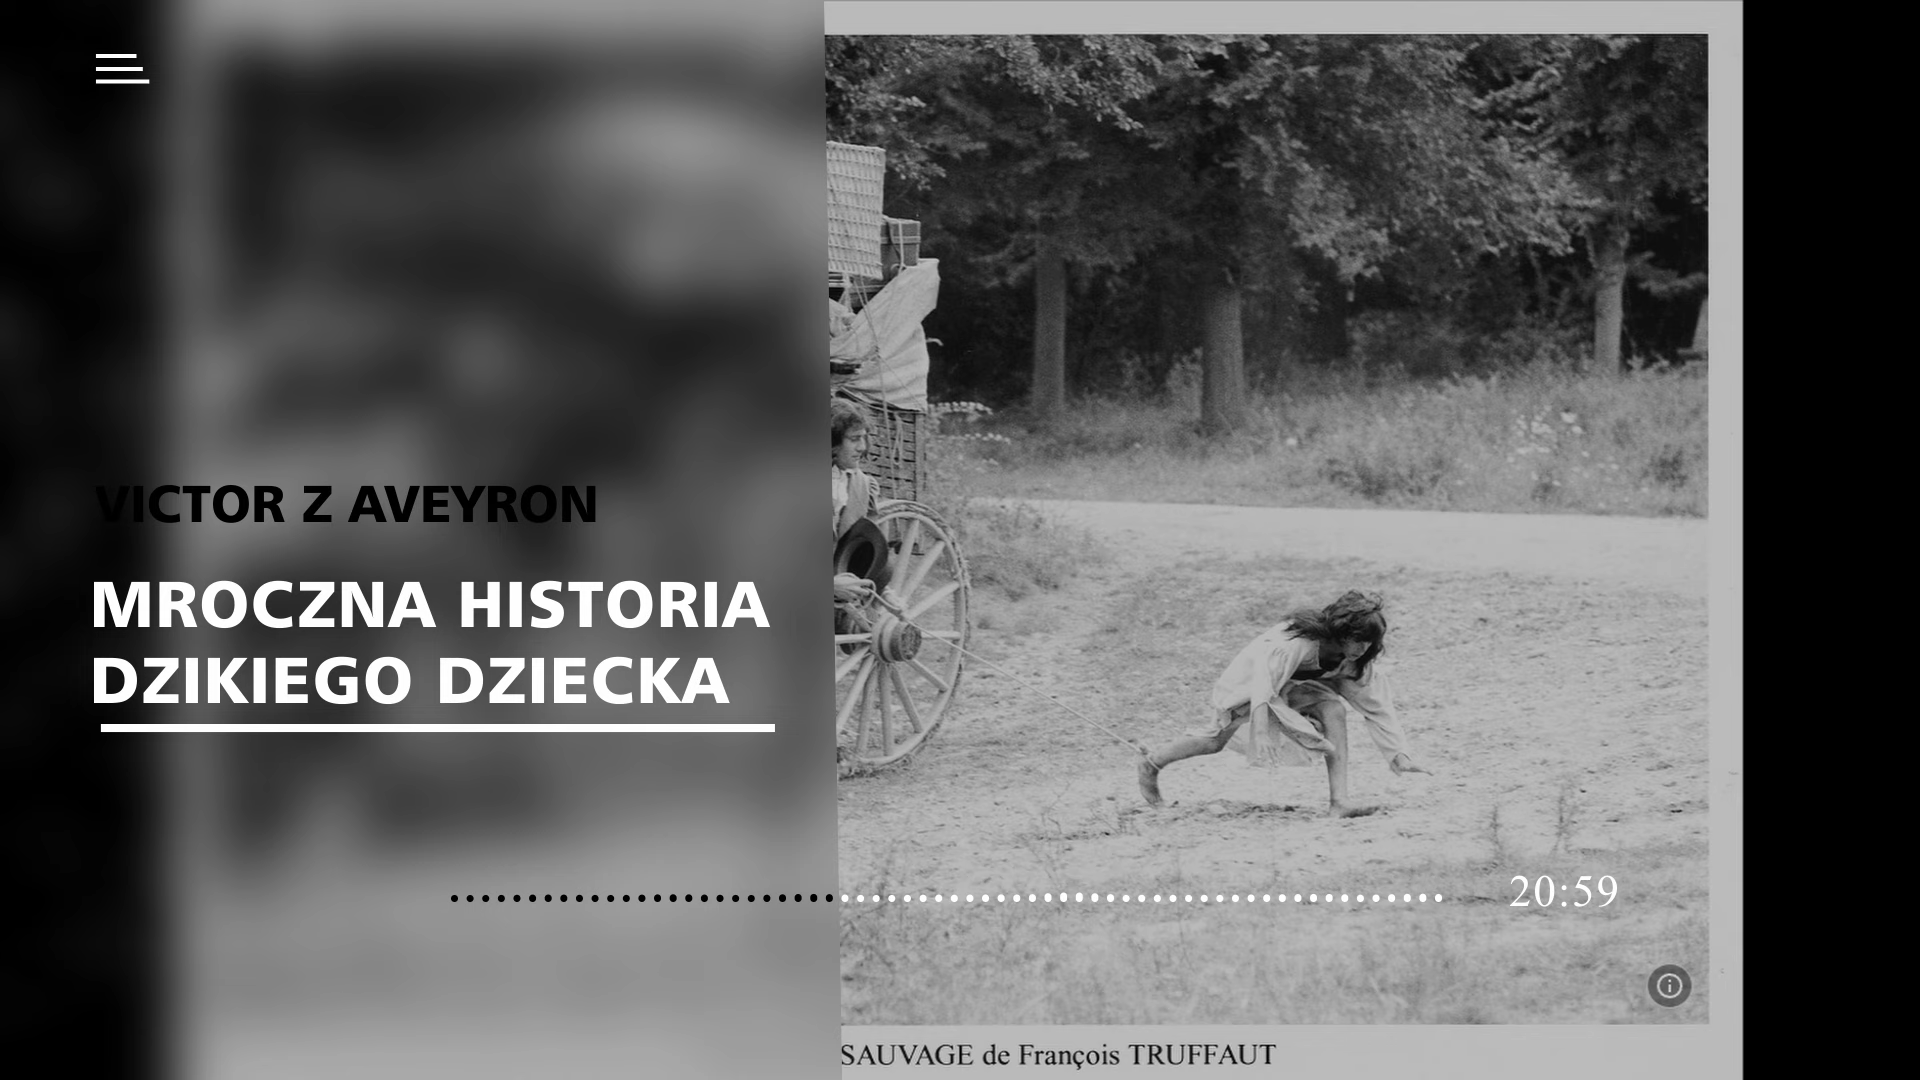 VICTOR Z AVEYRON
MROCZNA HISTORIA
DZIKIEGO DZIECKA
20:59
SAUVAGE de François TRUFFAUT